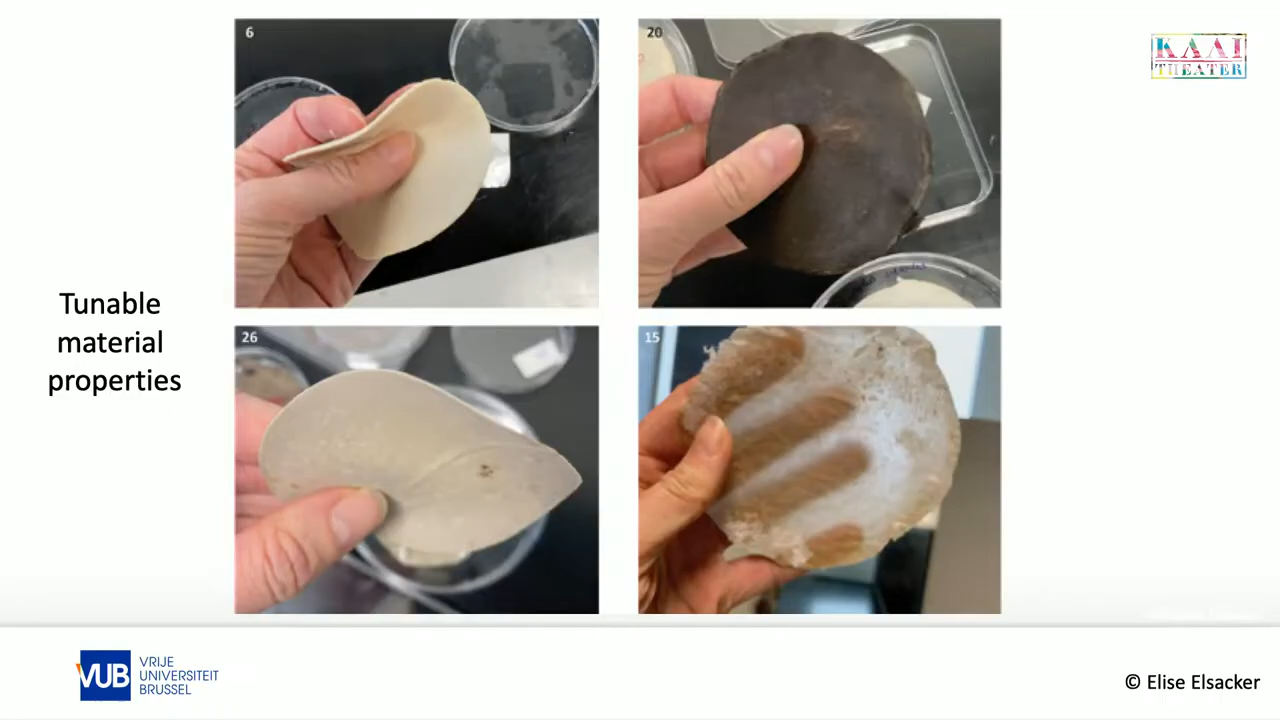 6
20
KAAI
THEATER
26
15
Tunable
material
properties
VUB
VRIJE
UNIVERSITEIT
BRUSSEL
© Elise Elsacker